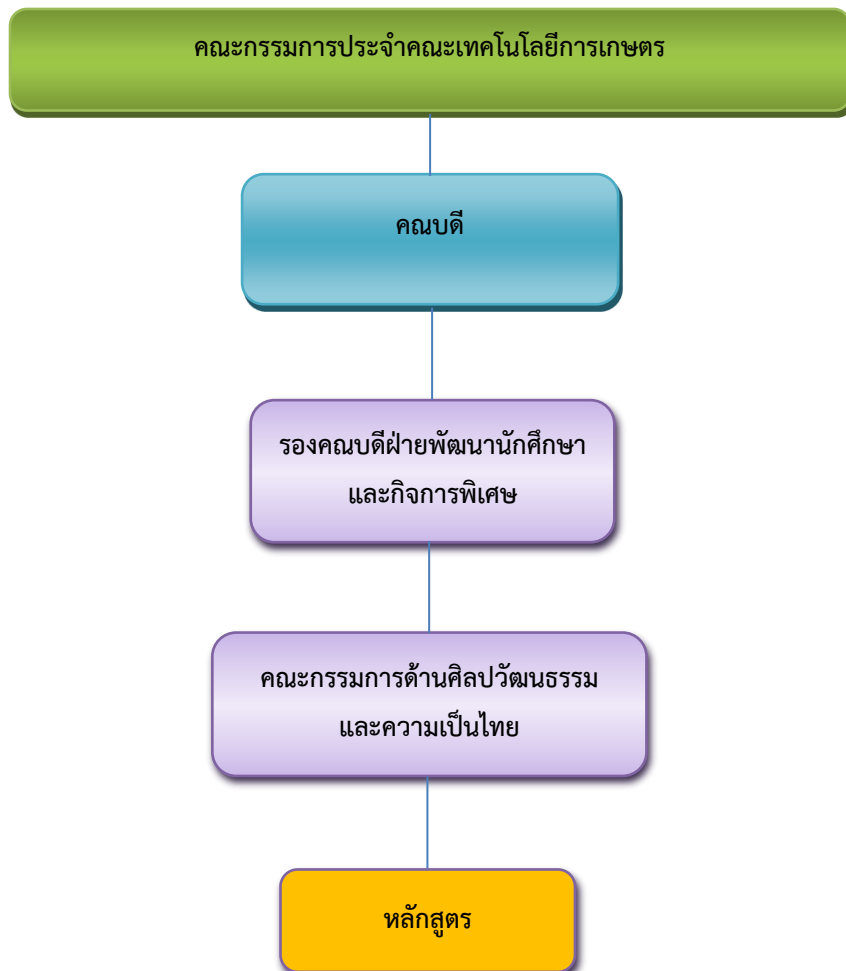 คณะกรรมการประจำคณะเทคโนโลยีการเกษตร
คณบดี
รองคณบดีฝ่ายพัฒนานักศึกษา
และกิจการพิเศษ
คณะกรรมการด้านศิลปวัฒนธรรม
และความเป็นไทย
หลักสูตร